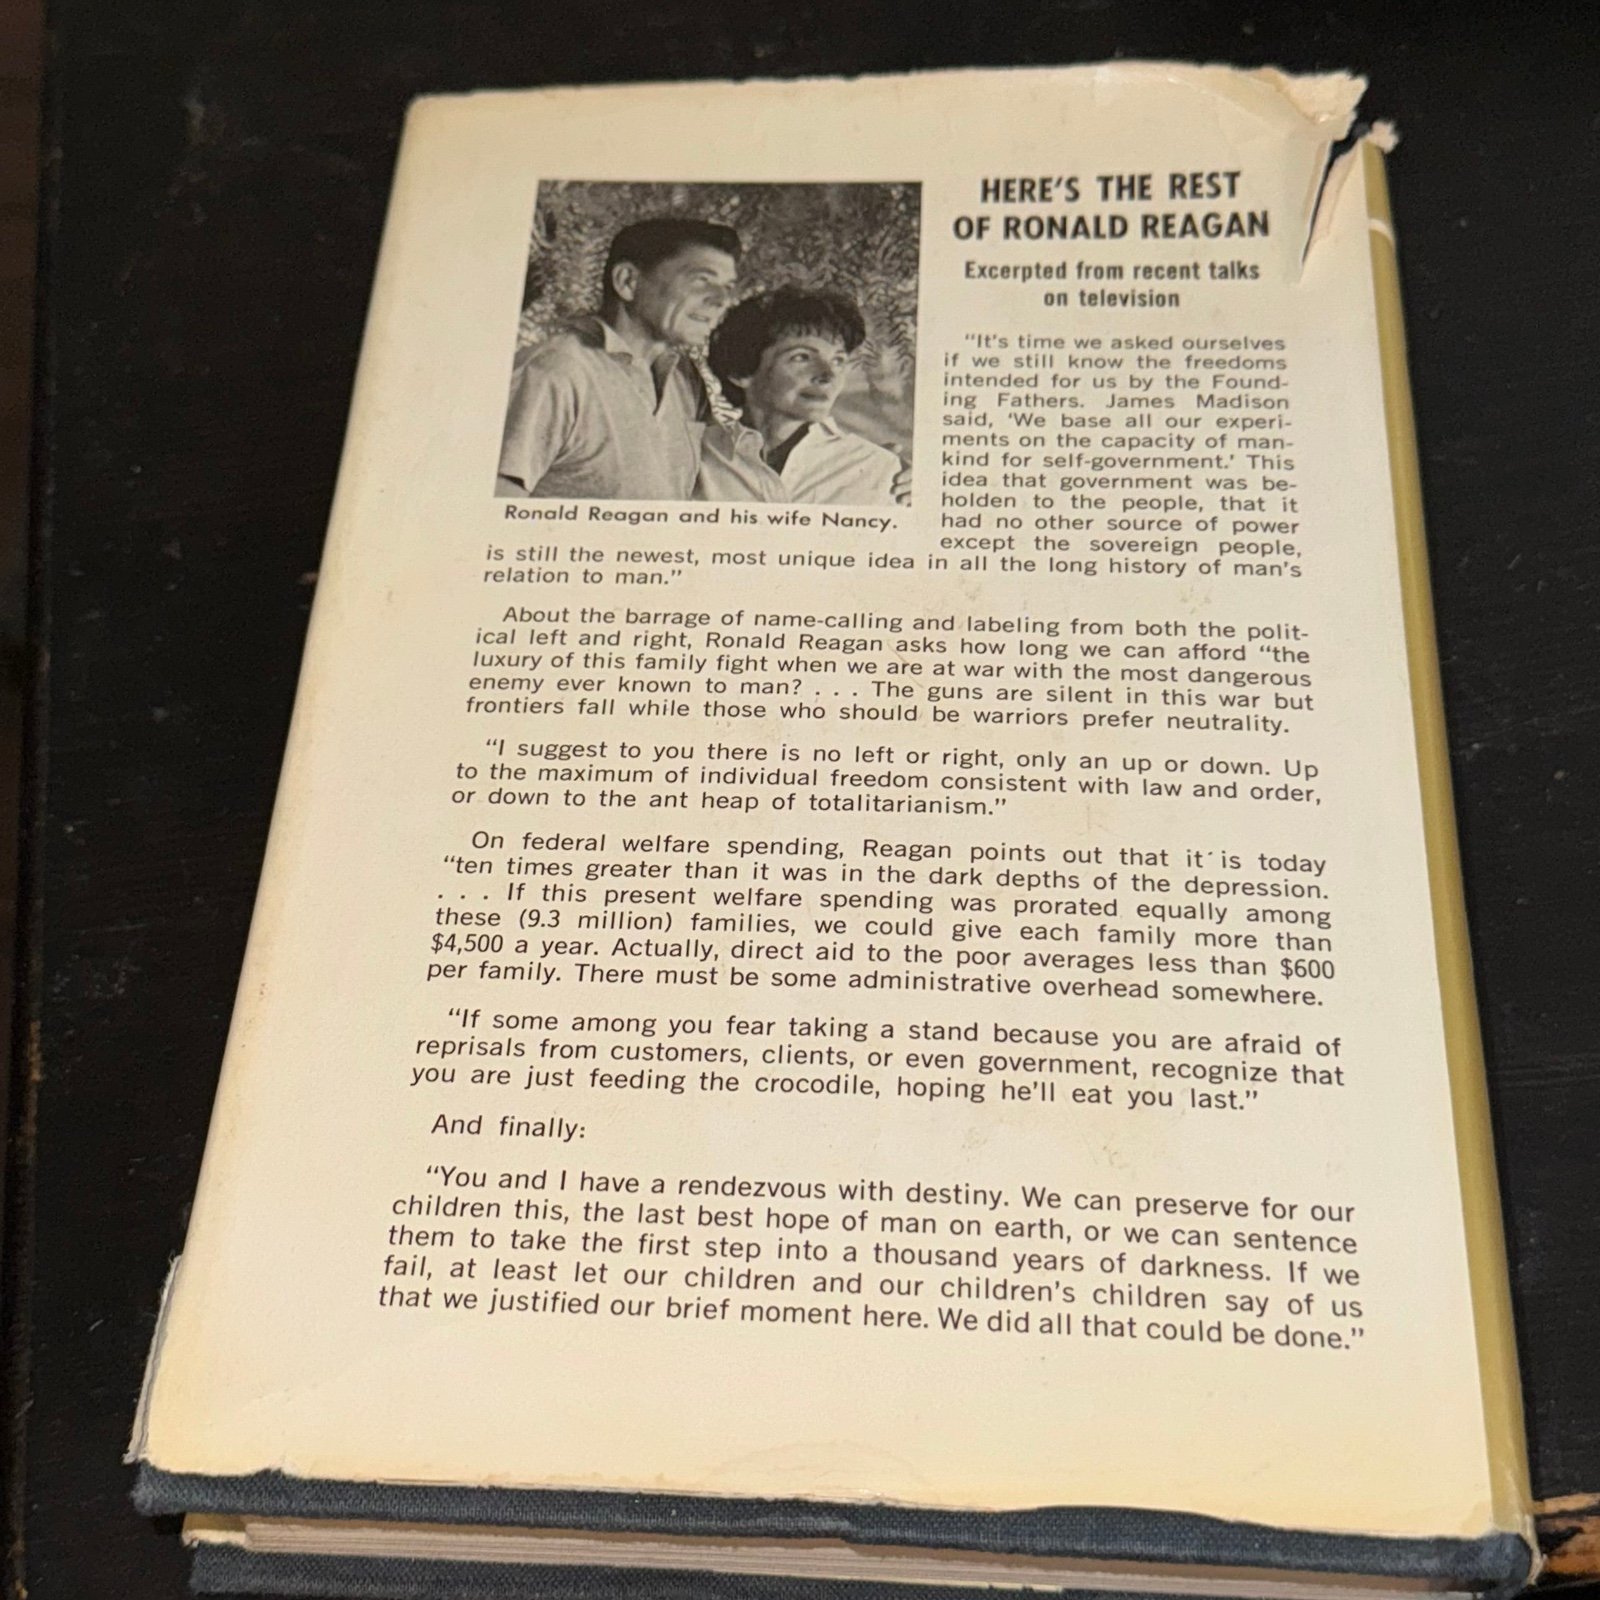 HERE'S THE REST
OF RONALD REAGAN
Excerpted from recent talks
on television
"It's time we asked ourselves
if we still know the freedoms
intended for us by the Found-
ing Fathers. James Madison
said, 'We base all our experi-
ments on the capacity of man-
kind for self-government.' This
idea that government was be-
holden to the people, that it
had no other source of power
except the sovereign people,
Ronald Reagan and his wife Nancy.
is still the newest, most unique idea in all the long history of man's
relation to man."
About the barrage of name-calling and labeling from both the polit-
ical left and right, Ronald Reagan asks how long we can afford "the
luxury of this family fight when we are at war with the most dangerous
enemy ever known to man? . . . The guns are silent in this war but
frontiers fall while those who should be warriors prefer neutrality.
"I suggest to you there is no left or right, only an up or down. Up
to the maximum of individual freedom consistent with law and order,
or down to the ant heap of totalitarianism."
On federal welfare spending, Reagan points out that it is today
"ten times greater than it was in the dark depths of the depression.
. . . If this present welfare spending was prorated equally among
these (9.3 million) families, we could give each family more than
$4,500 a year. Actually, direct aid to the poor averages less than $600
per family. There must be some administrative overhead somewhere.
"If some among you fear taking a stand because you are afraid of
reprisals from customers, clients, or even government, recognize that
you are just feeding the crocodile, hoping he'll eat you last."
And finally:
"You and I have a rendezvous with destiny. We can preserve for our
children this, the last best hope of man on earth, or we can sentence
them to take the first step into a thousand years of darkness. If we
fail, at least let our children and our children's children say of us
that we justified our brief moment here. We did all that could be done."